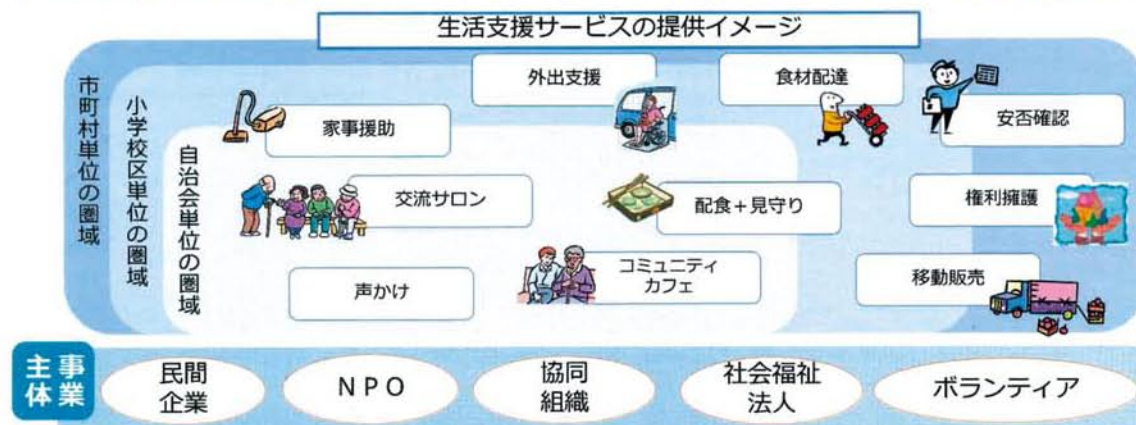 生活支援サービスの提供イメージ
市町村単位の圏域
小学校区単位の圏域
自治会単位の圏域
外出支援
食材配達
家事援助
安否確認
交流サロン
配食+見守り
権利擁護
声かけ
コミュニティ
カフェ
移動販売
事業
主体
民間
企業
NPO
協同
組織
社会福祉
法人
ボランティア